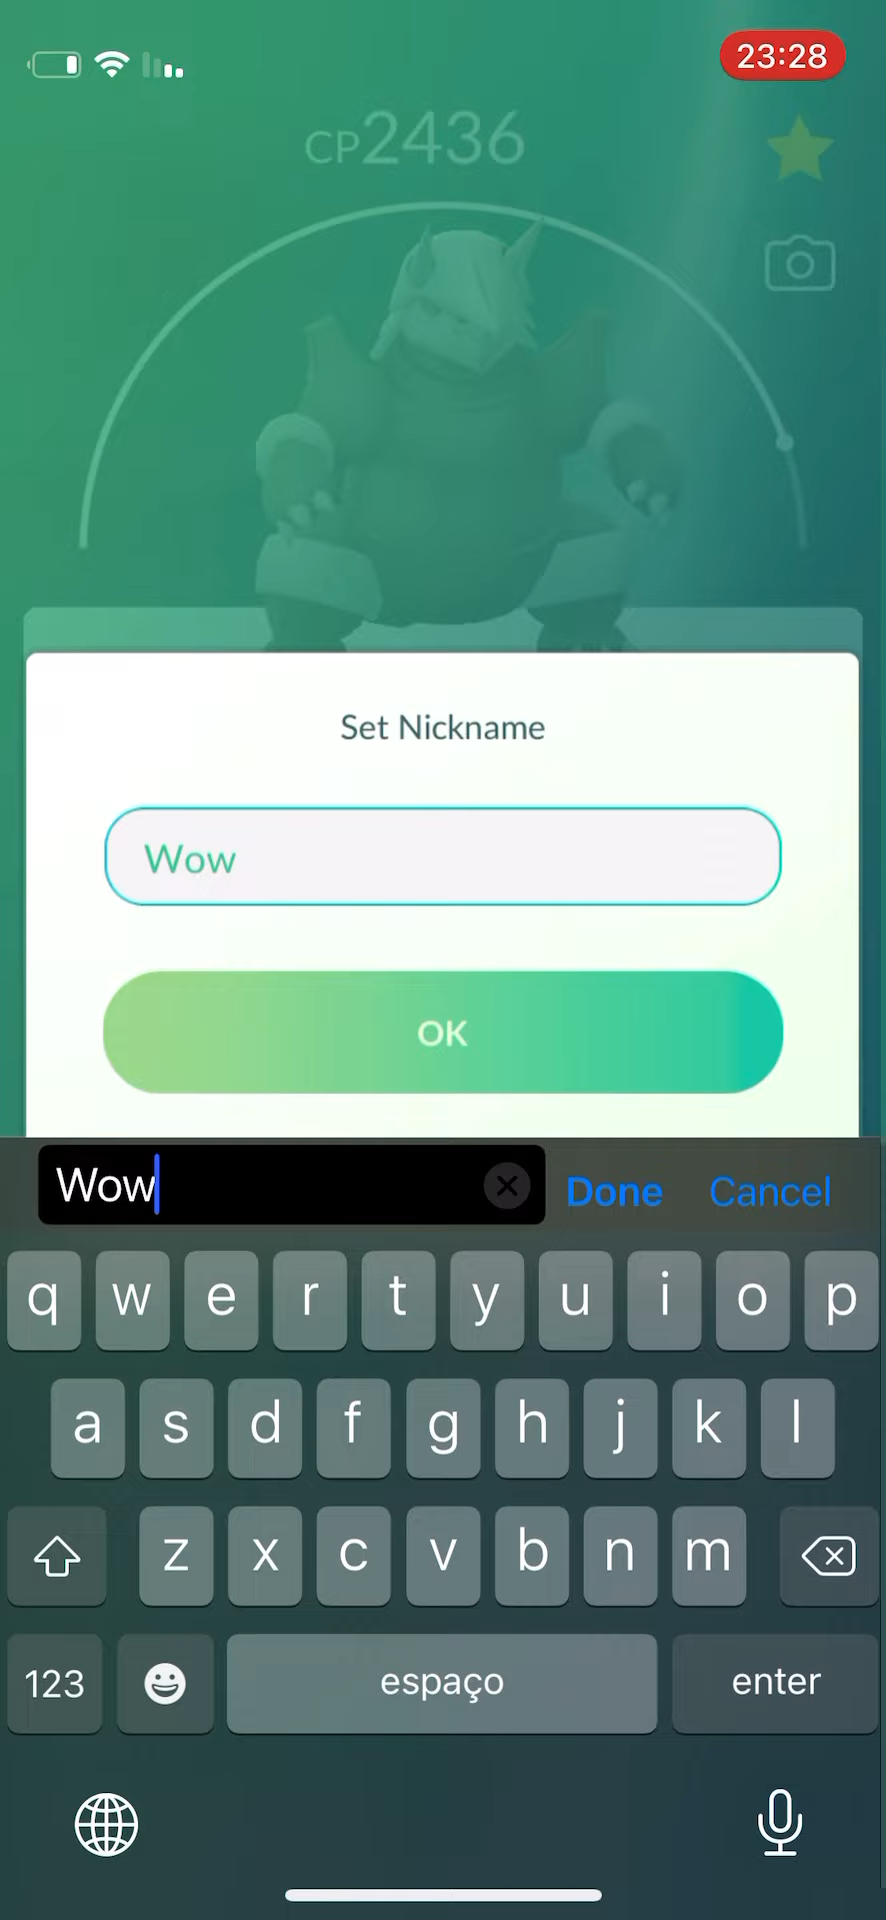 23:28
CP2436
Set Nickname
Wow
OK
Wow Done Cancel
q w e r t y u i o p
a s d f g h j k l
z x c v b n m
123 espaço enter